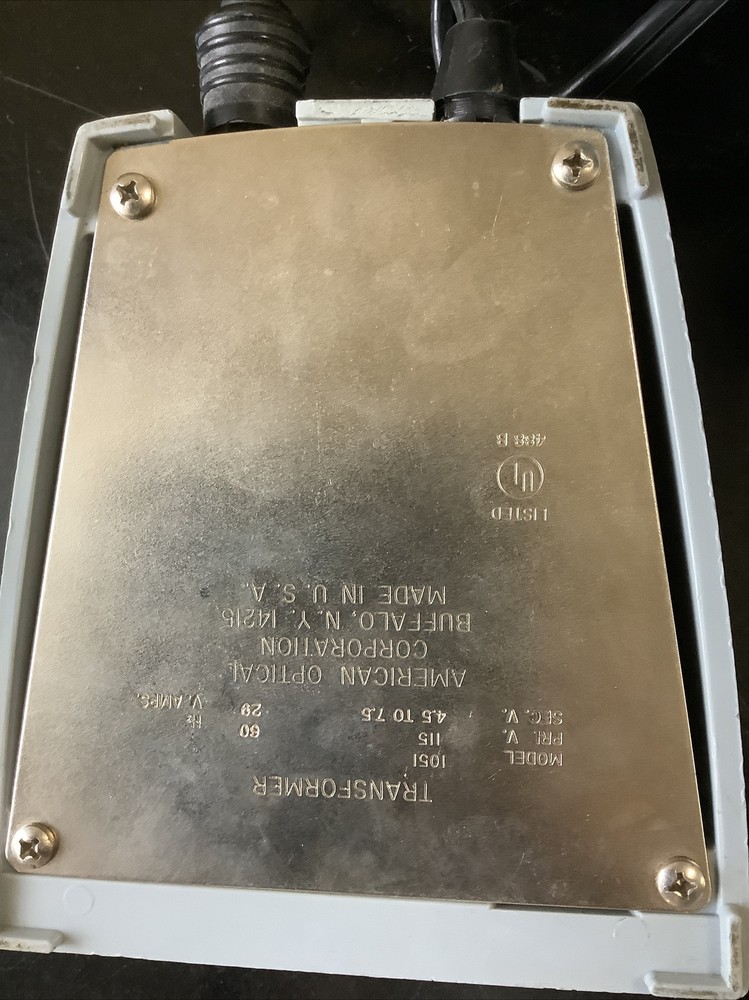 TRANSFORMER
MODEL 1051
PRI. V. 115 60 Hz
SEC. V. 4.5 TO 7.5 29 V. AMPS.
AMERICAN OPTICAL
CORPORATION
BUFFALO, N. Y. 14215
MADE IN U. S. A.
LISTED
UL
488 B